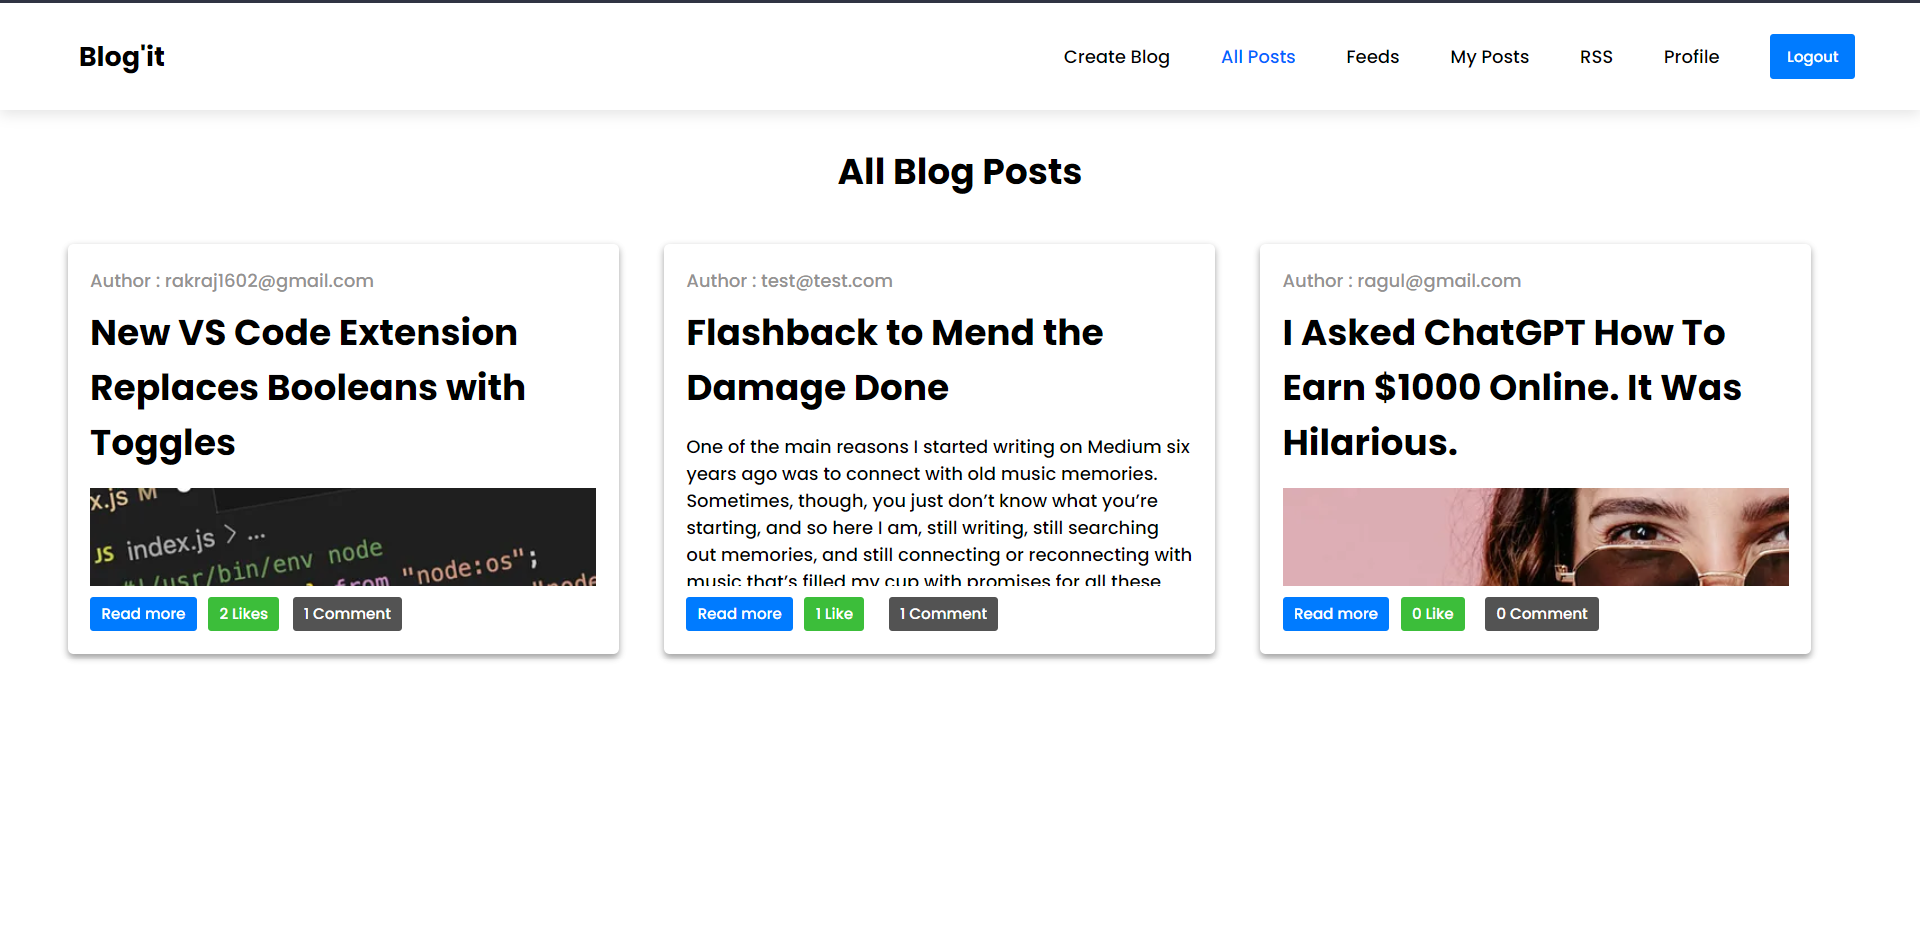 Blog'it
Create Blog
All Posts
Feeds
My Posts
RSS
Profile
Logout
All Blog Posts
Author : rakraj1602@gmail.com
New VS Code Extension
Replaces Booleans with
Toggles
x.js M
JS index.js > ...
#!/usr/bin/env node
from "node:os";
"node
Read more
2 Likes
1 Comment
Author : test@test.com
Flashback to Mend the
Damage Done
One of the main reasons I started writing on Medium six
years ago was to connect with old music memories.
Sometimes, though, you just don’t know what you’re
starting, and so here I am, still writing, still searching
out memories, and still connecting or reconnecting with
music that’s filled my cup with promises for all these
Read more
1 Like
1 Comment
Author : ragul@gmail.com
I Asked ChatGPT How To
Earn $1000 Online. It Was
Hilarious.
Read more
0 Like
0 Comment